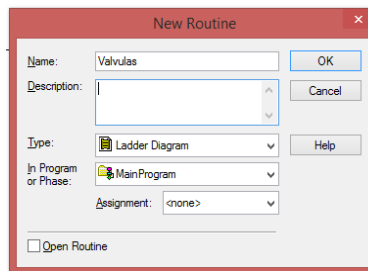 New Routine
Name: Valvulas OK
Description: Cancel
Type: Ladder Diagram Help
In Program
or Phase: MainProgram
Assignment: <none>
Open Routine